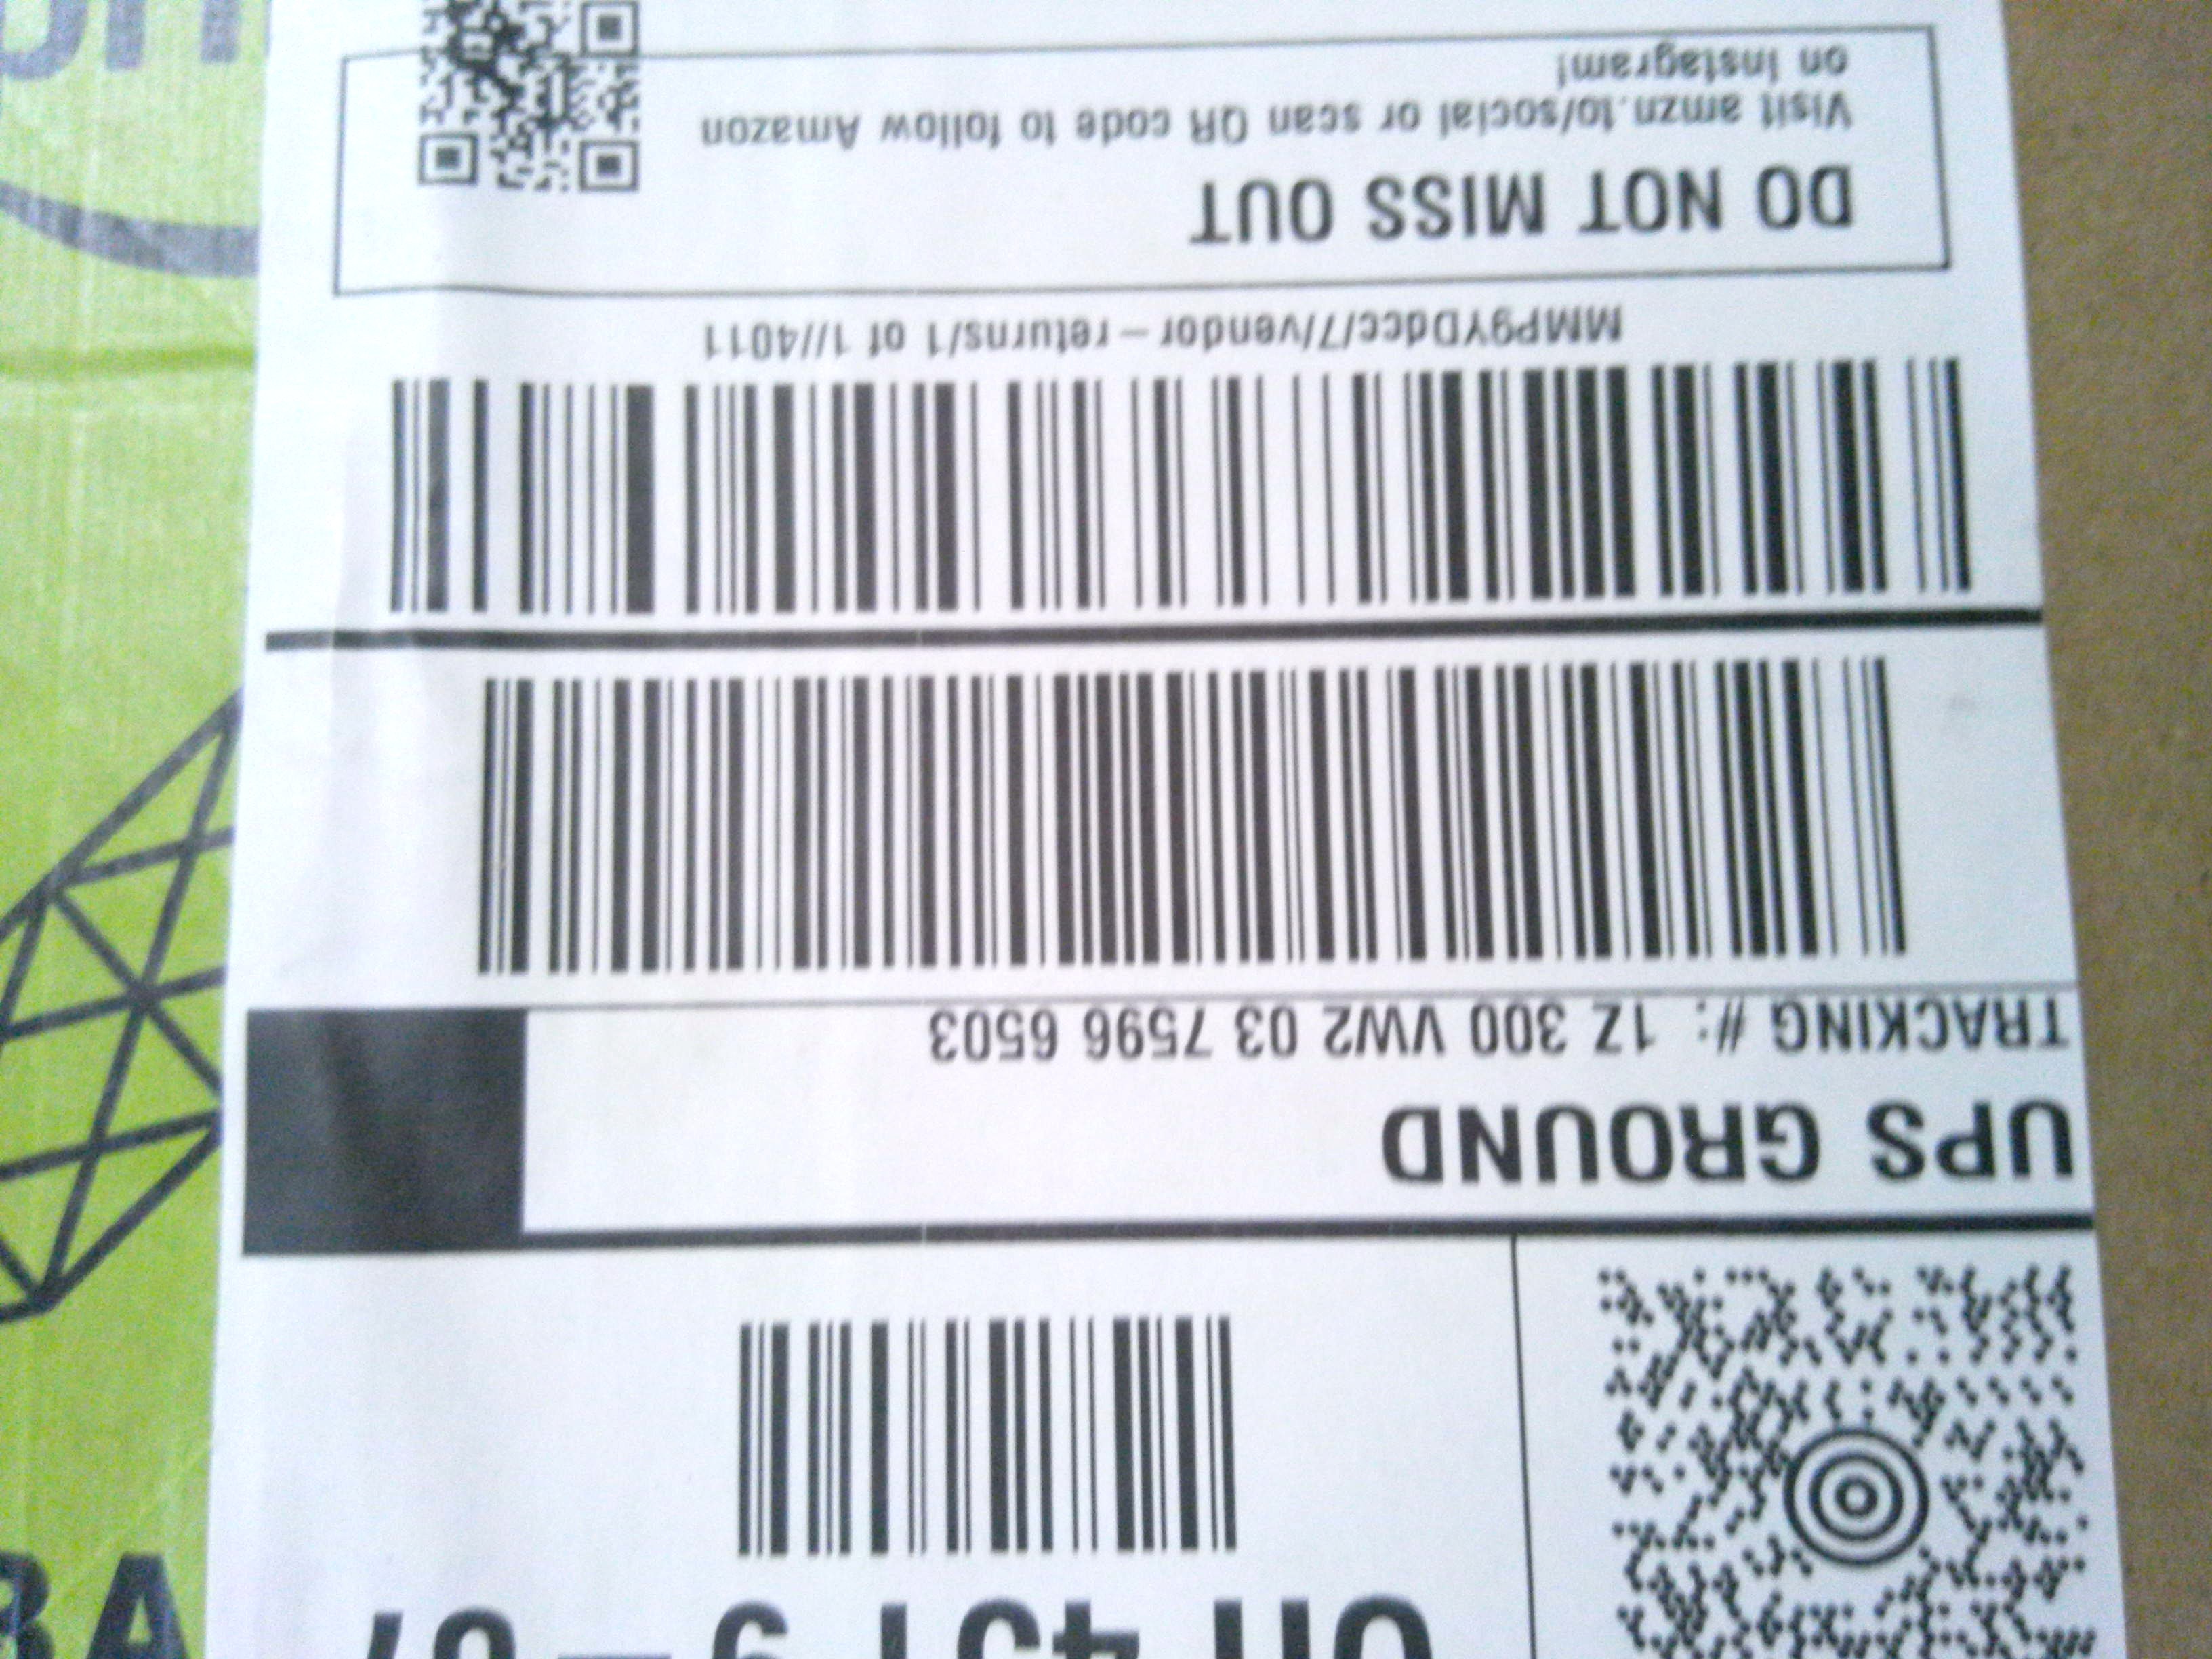 UPS GROUND
TRACKING #: 1Z 300 VW2 03 7596 6503
MMP9YDdcc/7/vendor-returns/1 of 1//4011
DO NOT MISS OUT
Visit amzn.to/social or scan QR code to follow Amazon
on Instagram!